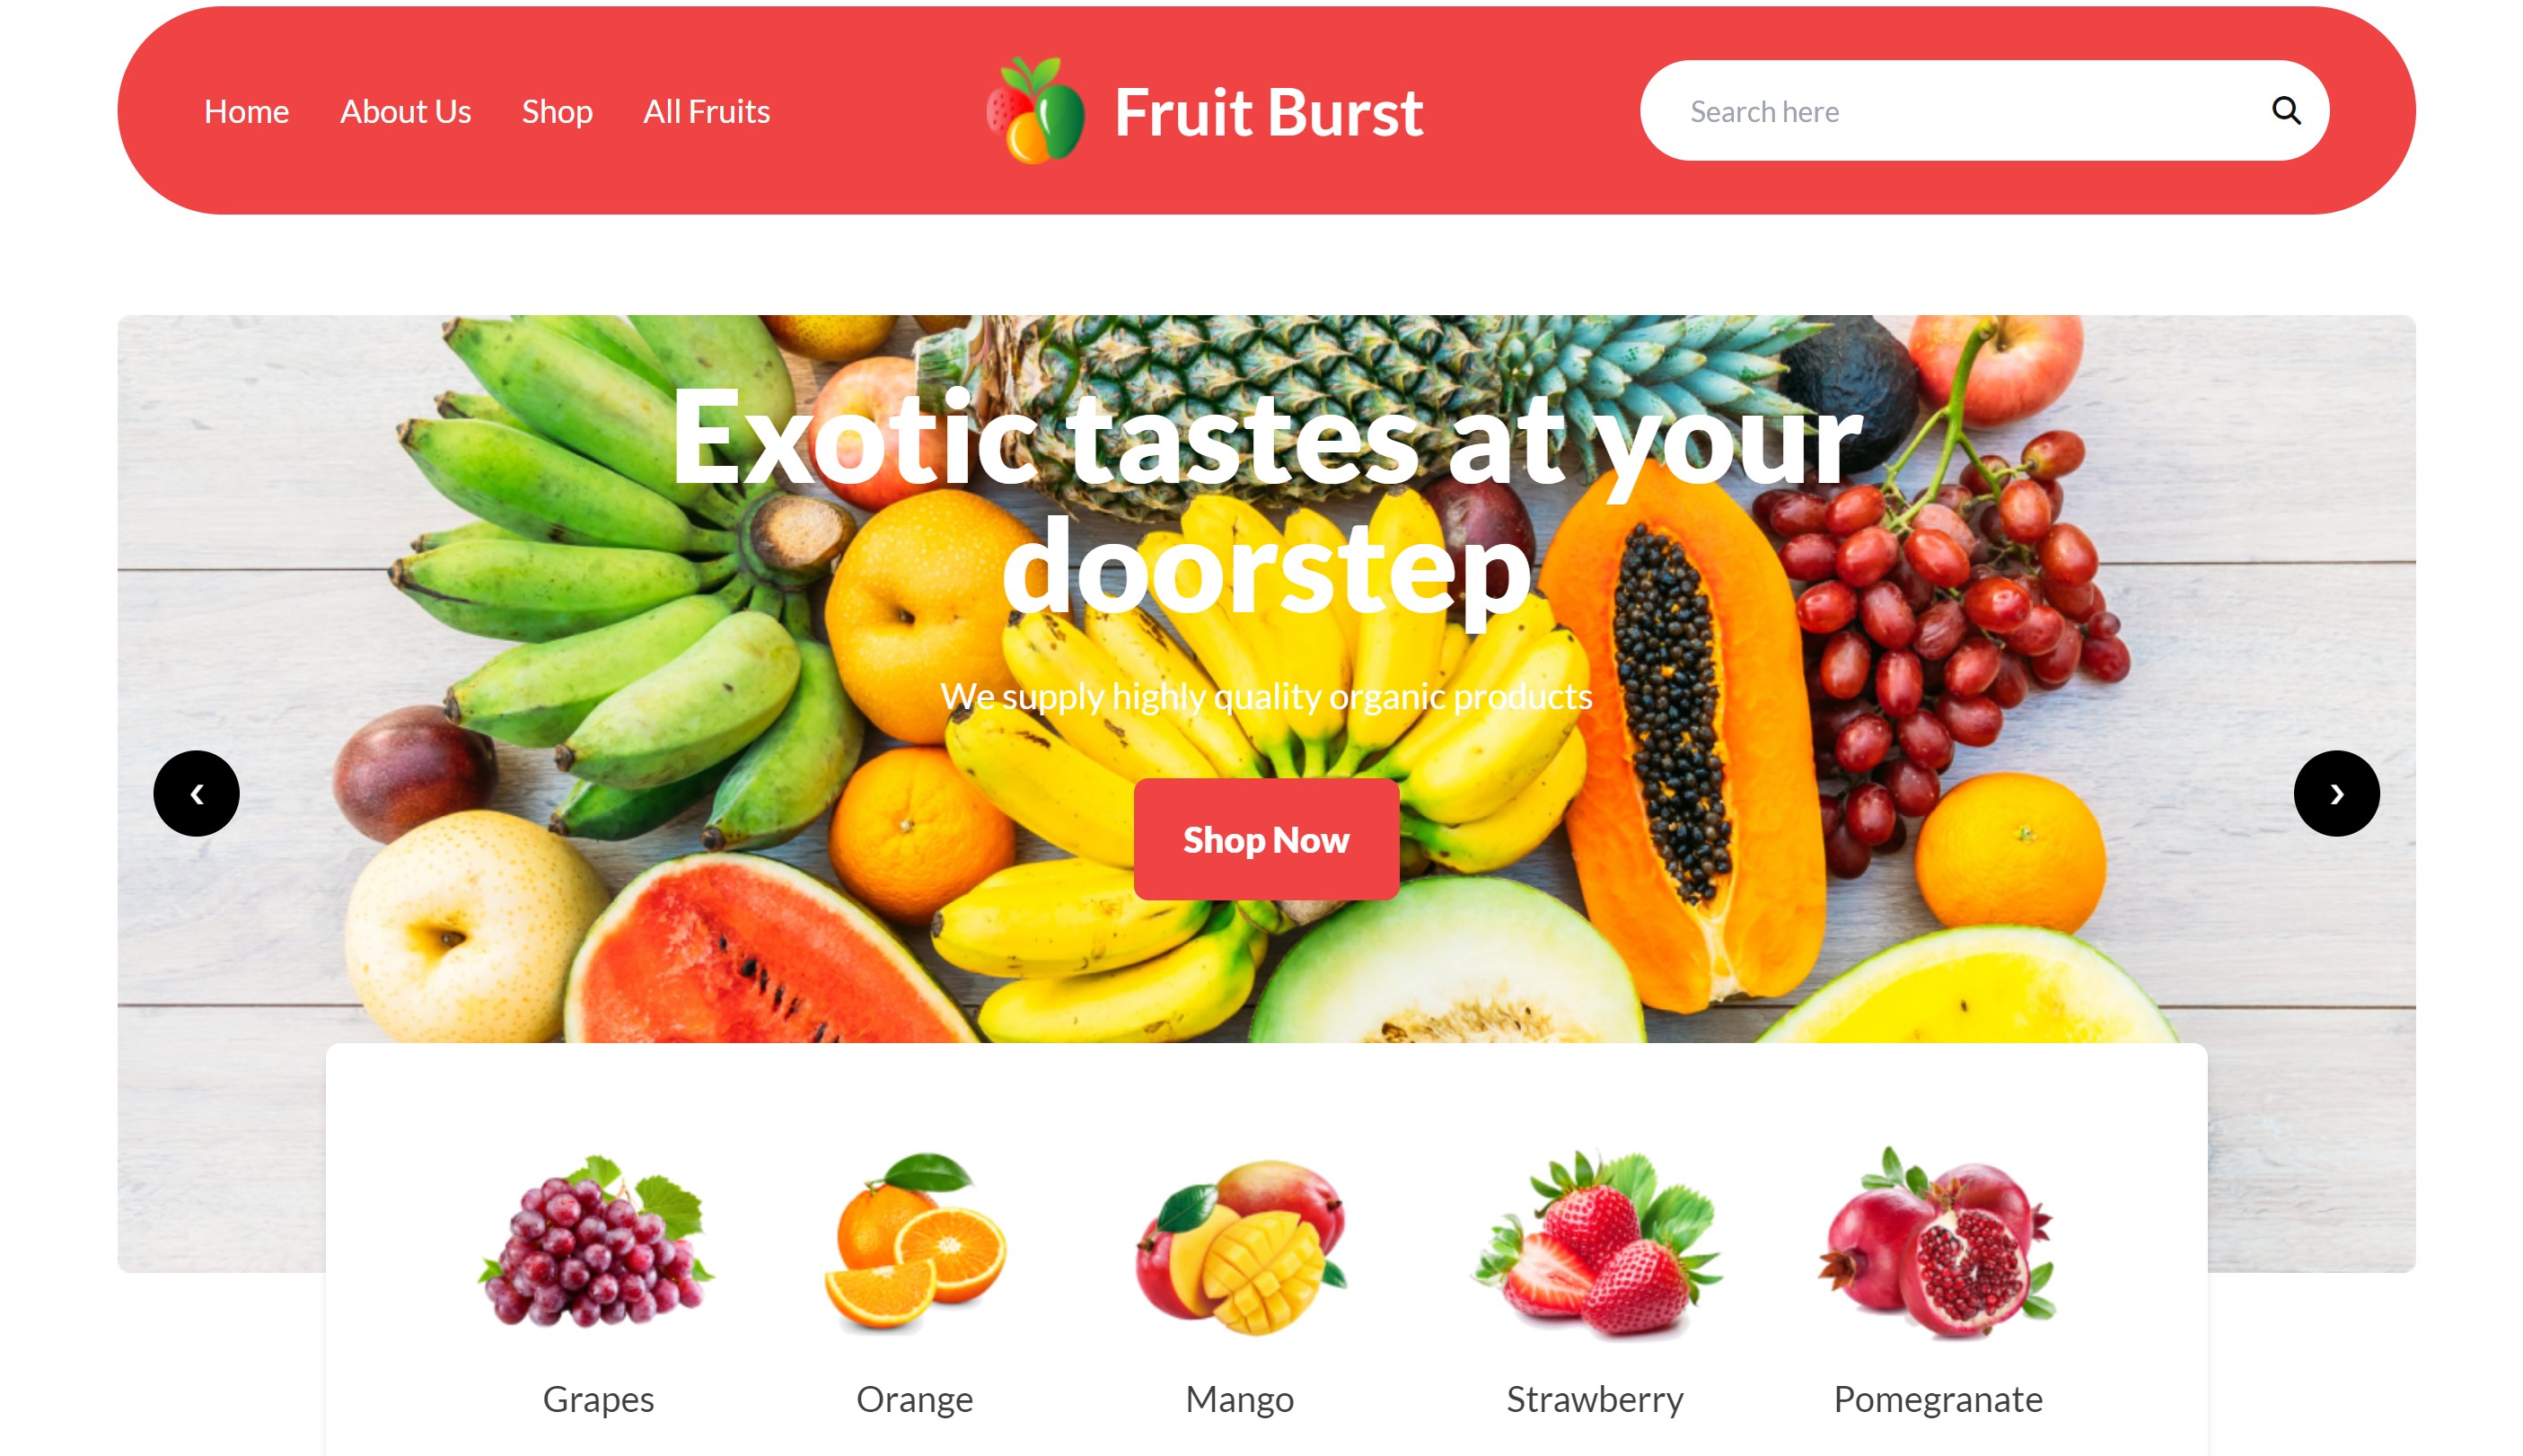 Home
About Us
Shop
All Fruits
Fruit Burst
Search here
Exotic tastes at your
doorstep
We supply highly quality organic products
❮
❯
Shop Now
Grapes
Orange
Mango
Strawberry
Pomegranate